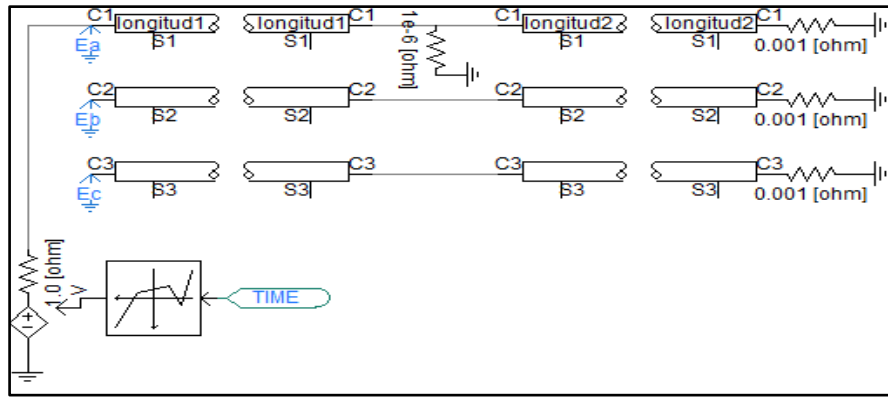 C1 longitud1 longitud1 C1 1e-6 [ohm] C1 longitud2 longitud2 C1
Ea S1 S1 S1 S1 0.001 [ohm]
C2 C2 C2 C2
Eb S2 S2 S2 S2 0.001 [ohm]
C3 C3 C3 C3
Ec S3 S3 S3 S3 0.001 [ohm]
1.0 [ohm]
V
TIME
+
-